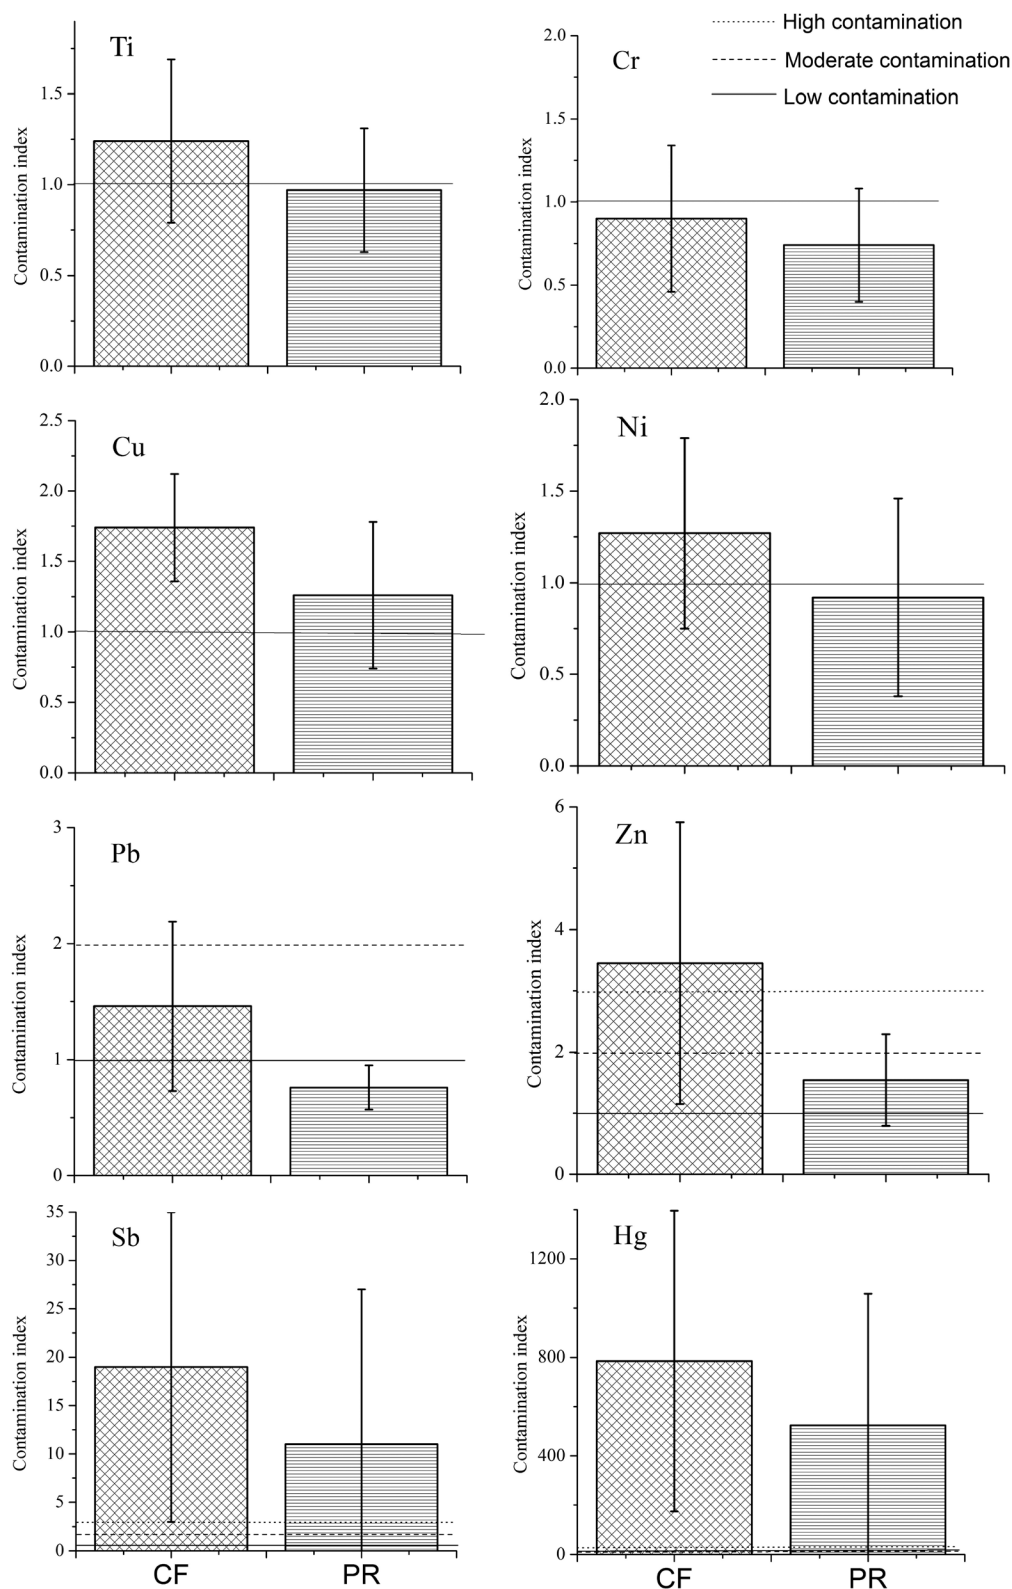 High contamination
Moderate contamination
Low contamination
Ti
Contamination index
1.5
1.0
0.5
0.0
Cr
Contamination index
2.0
1.5
1.0
0.5
0.0
Cu
Contamination index
2.5
2.0
1.5
1.0
0.5
0.0
Ni
Contamination index
2.0
1.5
1.0
0.5
0.0
Pb
Contamination index
3
2
1
0
Zn
Contamination index
6
4
2
0
Sb
Contamination index
35
30
25
20
15
10
5
0
CF PR
Hg
Contamination index
1200
800
400
0
CF PR